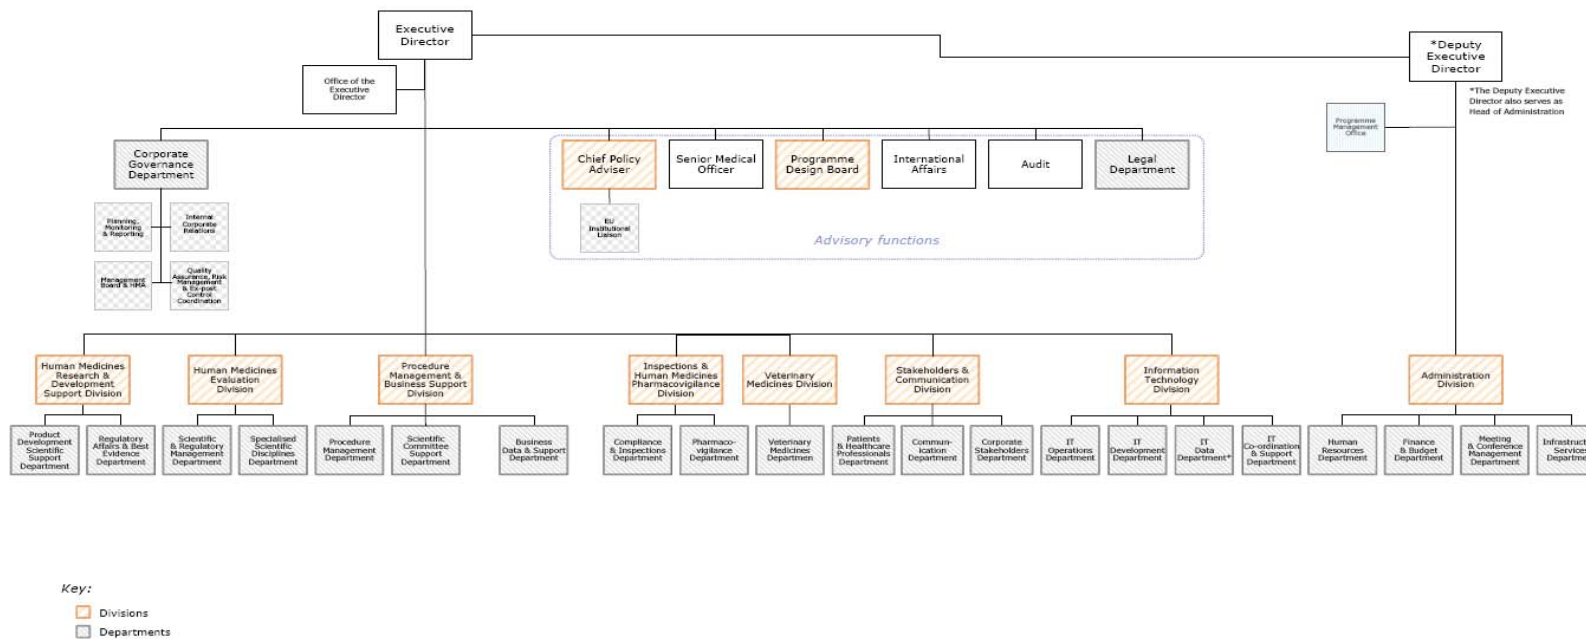 Executive
Director
*Deputy
Executive
Director
Office of the
Executive
Director
*The Deputy Executive
Director also serves as
Head of Administration
Programme
Management
Office
Corporate
Governance
Department
Chief Policy
Adviser
Senior Medical
Officer
Programme
Design Board
International
Affairs
Audit
Legal
Department
Planning,
Monitoring
& Reporting
Internal
Corporate
Relations
EU
Institutional
Liaison
Advisory functions
Management
Board & HMA
Quality
Assurance, Risk
Management
& Ex-post
Control
Coordination
Human Medicines
Research &
Development
Support Division
Human Medicines
Evaluation
Division
Procedure
Management &
Business Support
Division
Inspections &
Human Medicines
Pharmacovigilance
Division
Veterinary
Medicines Division
Stakeholders &
Communication
Division
Information
Technology
Division
Administration
Division
Product
Development
Scientific
Support
Department
Regulatory
Affairs & Best
Evidence
Department
Scientific
& Regulatory
Management
Department
Specialised
Scientific
Disciplines
Department
Procedure
Management
Department
Scientific
Committee
Support
Department
Business
Data & Support
Department
Compliance
& Inspections
Department
Pharmaco-
vigilance
Department
Veterinary
Medicines
Departmen
Patients
& Healthcare
Professionals
Department
Commun-
ication
Department
Corporate
Stakeholders
Department
IT
Operations
Department
IT
Development
Department
IT
Data
Department*
IT
Co-ordination
& Support
Department
Human
Resources
Department
Finance
& Budget
Department
Meeting
& Conference
Management
Department
Infrastruc
Services
Departme
Key:
Divisions
Departments